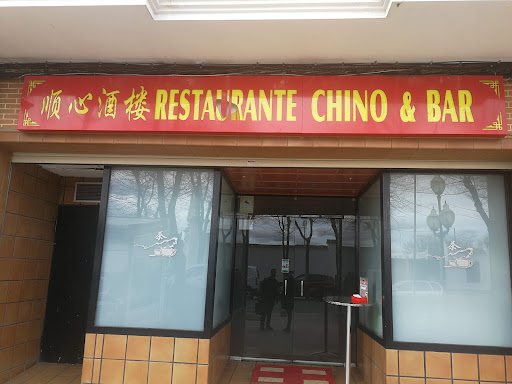 顺心酒楼 RESTAURANTE CHINO & BAR